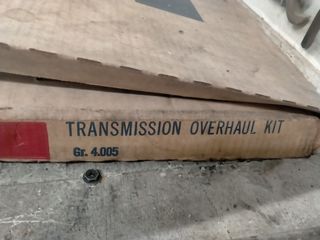 TRANSMISSION OVERHAUL KIT
Gr. 4.005